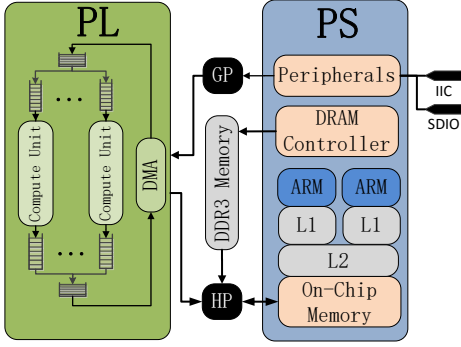 PL
PS
GP
Peripherals
IIC
SDIO
DRAM
Controller
...
Compute Unit
Compute Unit
DMA
DDR3 Memory
ARM
ARM
L1
L1
L2
...
HP
On-Chip
Memory